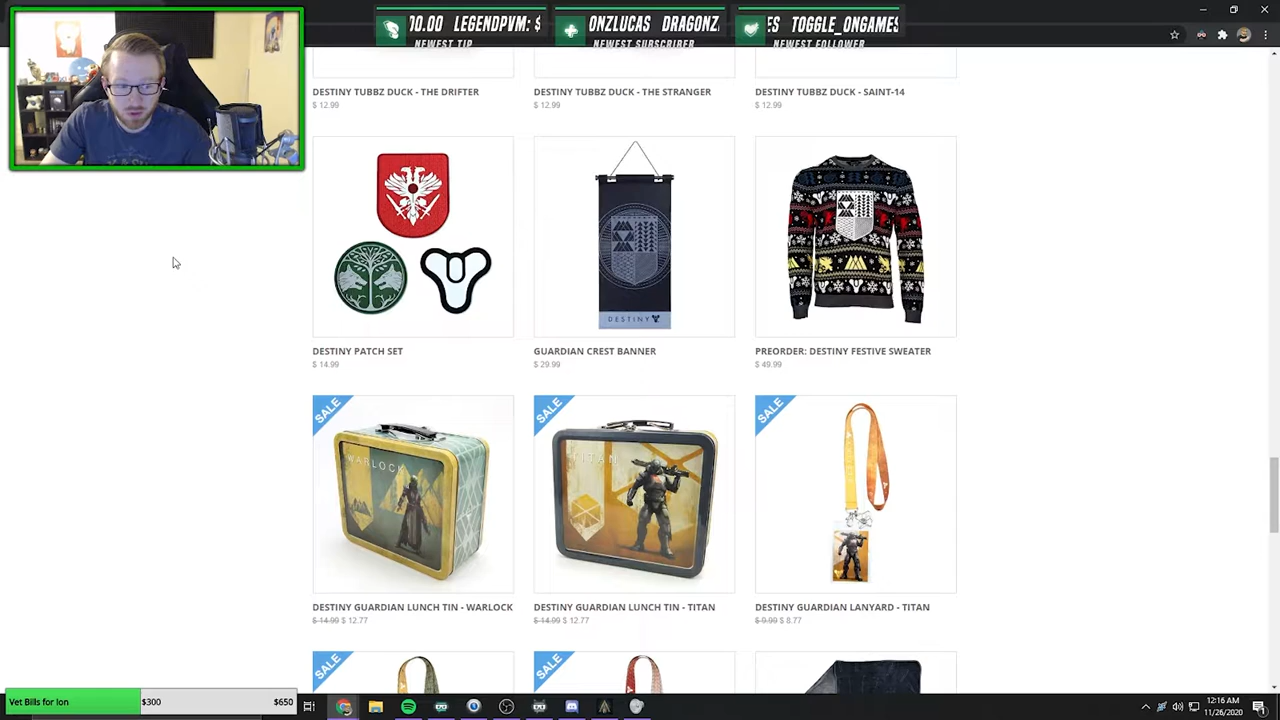 70.00 LEGENDPVM: $
NEWEST TIP
ONZLUCAS DRAGONZ
NEWEST SUBSCRIBER
ES TOGGLE_ONGAMES
NEWEST FOLLOWER
DESTINY TUBBZ DUCK - THE DRIFTER
$ 12.99
DESTINY TUBBZ DUCK - THE STRANGER
$ 12.99
DESTINY TUBBZ DUCK - SAINT-14
$ 12.99
DESTINY
DESTINY PATCH SET
$ 14.99
GUARDIAN CREST BANNER
$ 29.99
PREORDER: DESTINY FESTIVE SWEATER
$ 49.99
SALE
WARLOCK
SALE
TITAN
SALE
DESTINY GUARDIAN LUNCH TIN - WARLOCK
$ 14.99 $ 12.77
DESTINY GUARDIAN LUNCH TIN - TITAN
$ 14.99 $ 12.77
DESTINY GUARDIAN LANYARD - TITAN
$ 9.99 $ 8.77
SALE
SALE
Vet Bills for Ion
$300
$650
12:16 AM
11/26/2020